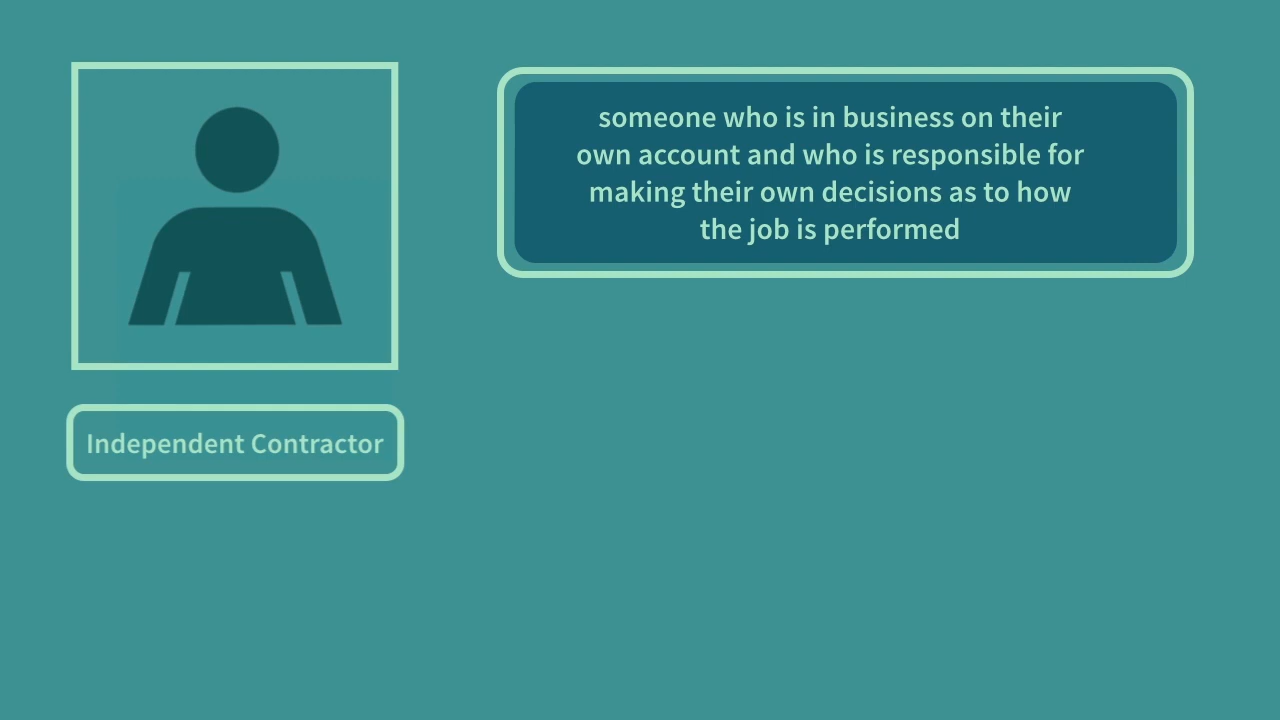 someone who is in business on their
own account and who is responsible for
making their own decisions as to how
the job is performed
Independent Contractor